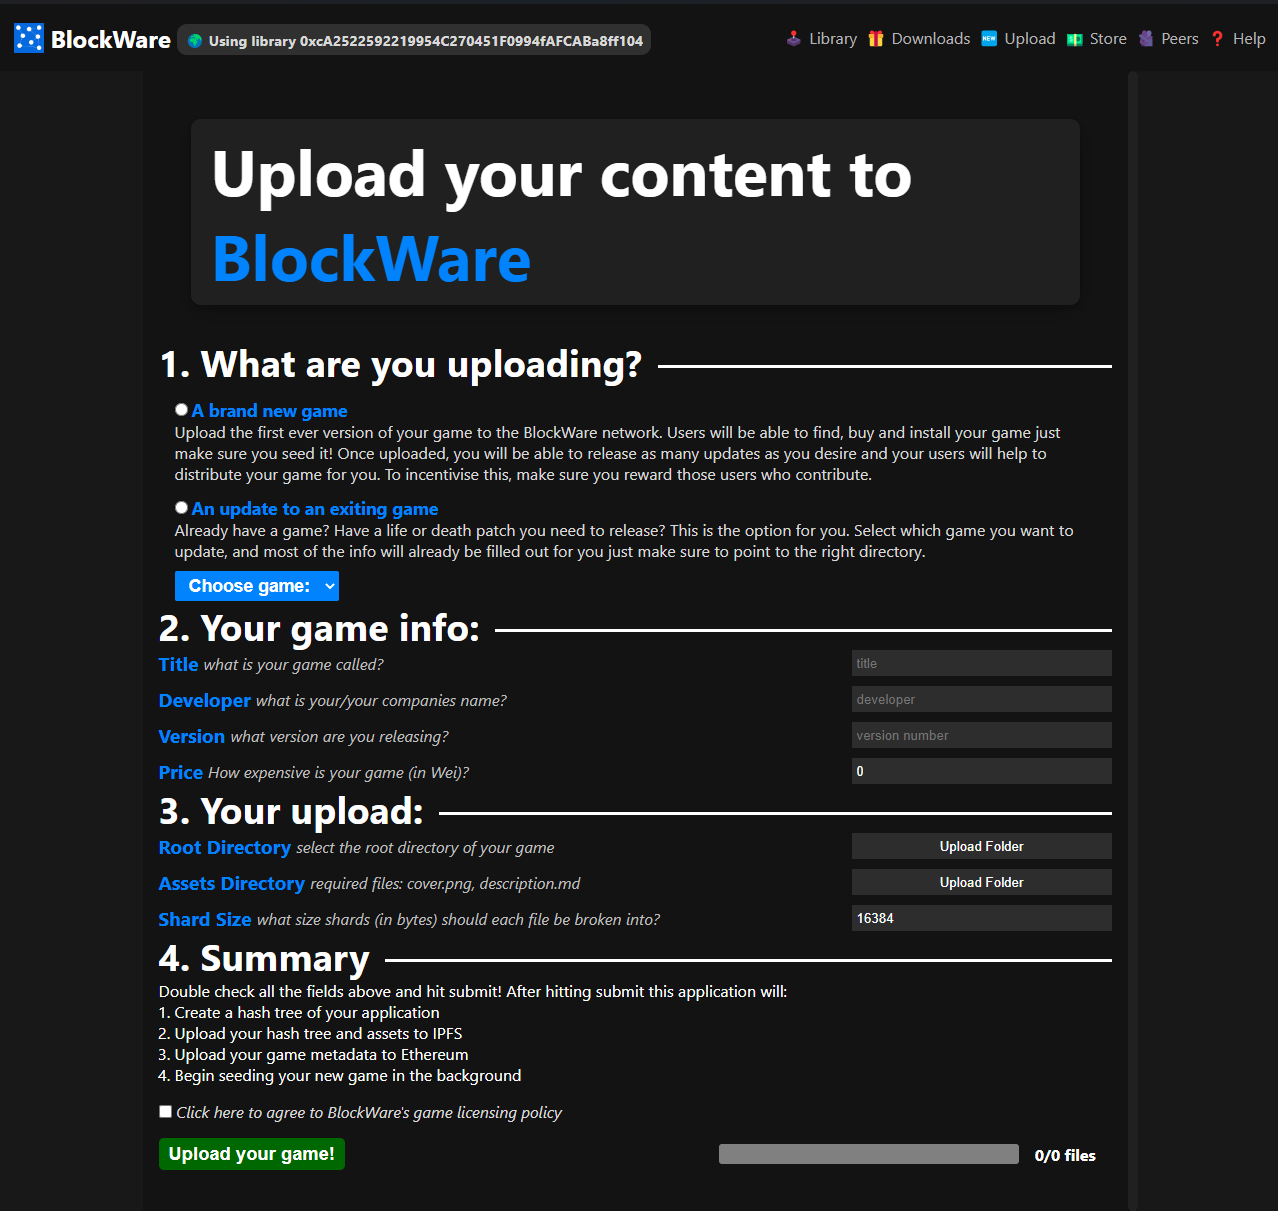 BlockWare Using library 0xcA2522592219954C270451F0994fAFCABa8ff104 Library Downloads NEW Upload Store Peers Help
Upload your content to
BlockWare
1. What are you uploading?
A brand new game
Upload the first ever version of your game to the BlockWare network. Users will be able to find, buy and install your game just
make sure you seed it! Once uploaded, you will be able to release as many updates as you desire and your users will help to
distribute your game for you. To incentivise this, make sure you reward those users who contribute.
An update to an exiting game
Already have a game? Have a life or death patch you need to release? This is the option for you. Select which game you want to
update, and most of the info will already be filled out for you just make sure to point to the right directory.
Choose game:
2. Your game info:
Title what is your game called? title
Developer what is your/your companies name? developer
Version what version are you releasing? version number
Price How expensive is your game (in Wei)? 0
3. Your upload:
Root Directory select the root directory of your game Upload Folder
Assets Directory required files: cover.png, description.md Upload Folder
Shard Size what size shards (in bytes) should each file be broken into? 16384
4. Summary
Double check all the fields above and hit submit! After hitting submit this application will:
1. Create a hash tree of your application
2. Upload your hash tree and assets to IPFS
3. Upload your game metadata to Ethereum
4. Begin seeding your new game in the background
Click here to agree to BlockWare's game licensing policy
Upload your game! 0/0 files